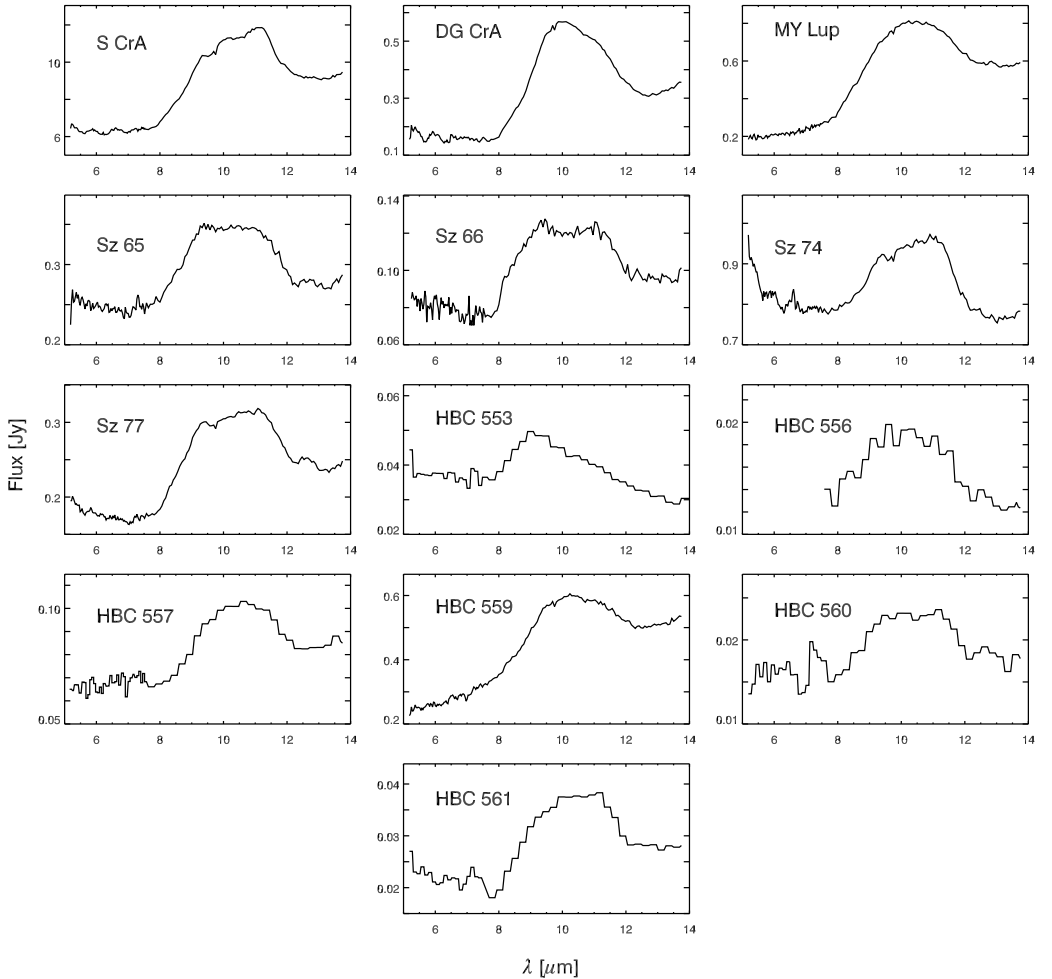 S CrA
10
6
6 8 10 12 14
DG CrA
0.5
0.3
0.1
6 8 10 12 14
MY Lup
0.6
0.2
6 8 10 12 14
Sz 65
0.3
0.2
6 8 10 12 14
Sz 66
0.14
0.10
0.06
6 8 10 12 14
Sz 74
0.9
0.7
6 8 10 12 14
Sz 77
0.3
0.2
6 8 10 12 14
HBC 553
0.06
0.04
0.02
6 8 10 12 14
HBC 556
0.02
0.01
6 8 10 12 14
Flux [Jy]
HBC 557
0.10
0.05
6 8 10 12 14
HBC 559
0.6
0.4
0.2
6 8 10 12 14
HBC 560
0.02
0.01
6 8 10 12 14
HBC 561
0.04
0.03
0.02
6 8 10 12 14
λ [μm]